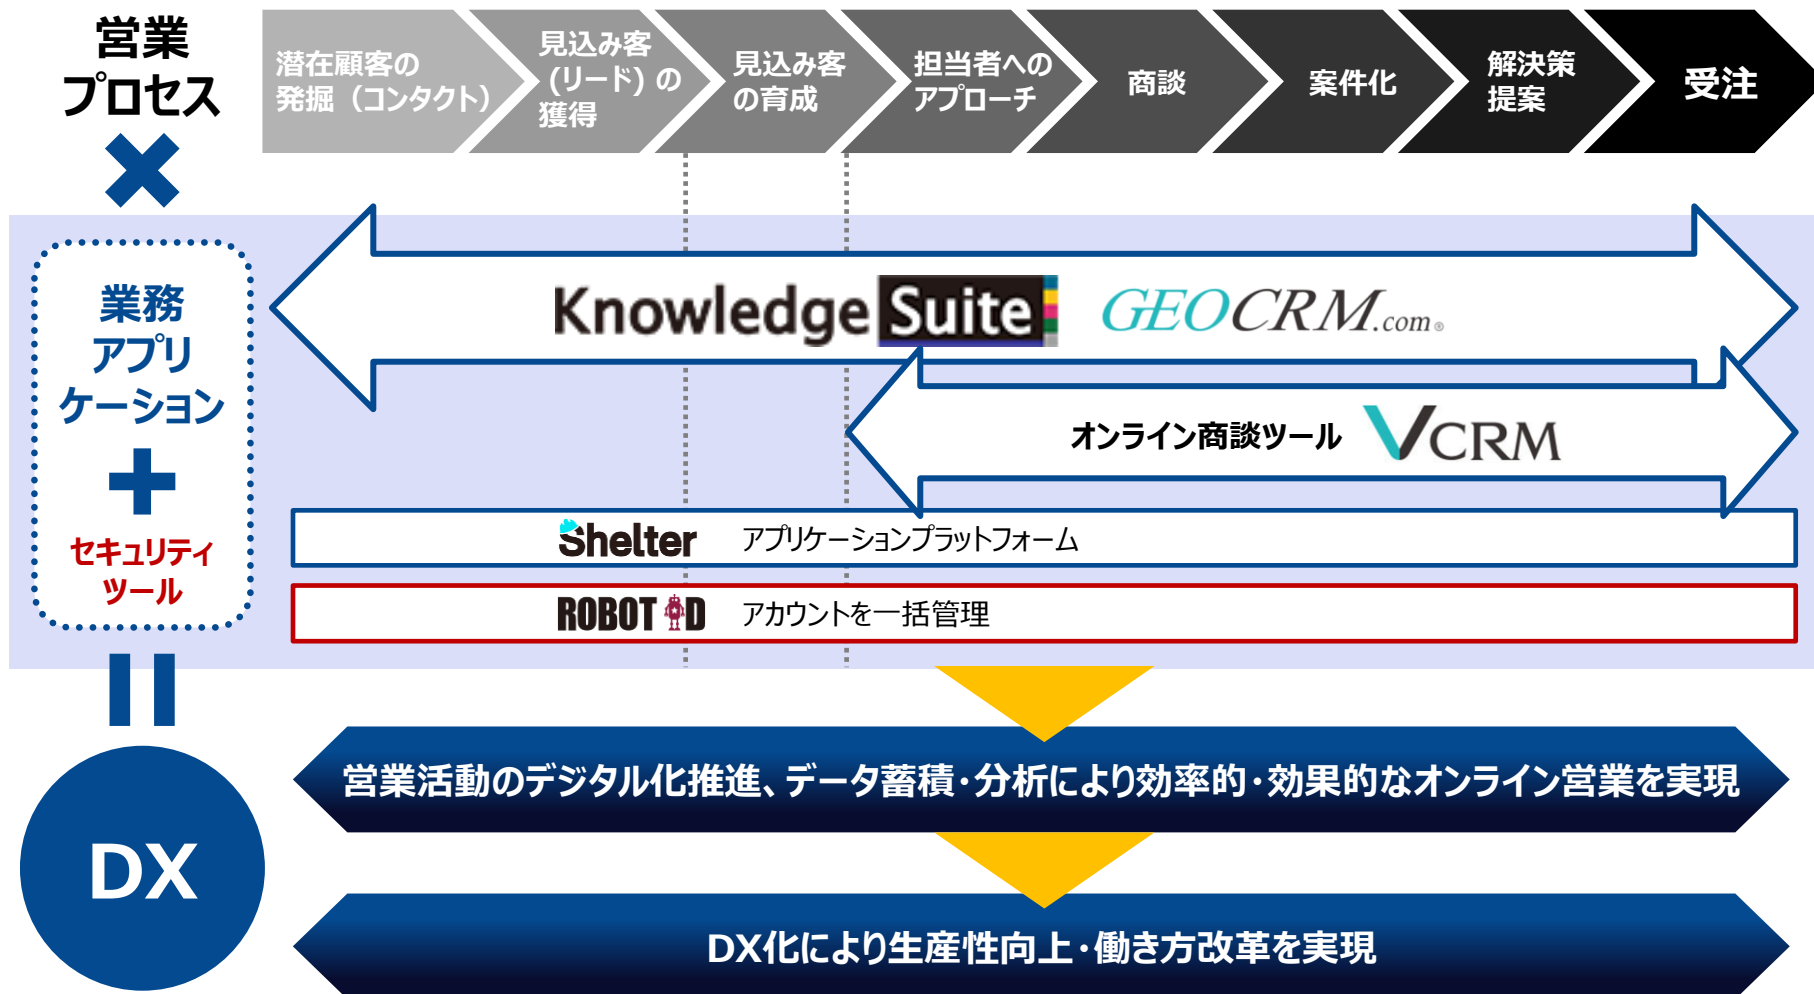 営業
プロセス
潜在顧客の
発掘（コンタクト）
見込み客
(リード) の
獲得
見込み客
の育成
担当者への
アプローチ
商談
案件化
解決策
提案
受注
業務
アプリ
ケーション
セキュリティ
ツール
Knowledge Suite
GEOCRM.com®
オンライン商談ツール VCRM
Shelter アプリケーションプラットフォーム
ROBOT ID アカウントを一括管理
DX
営業活動のデジタル化推進、データ蓄積・分析により効率的・効果的なオンライン営業を実現
DX化により生産性向上・働き方改革を実現